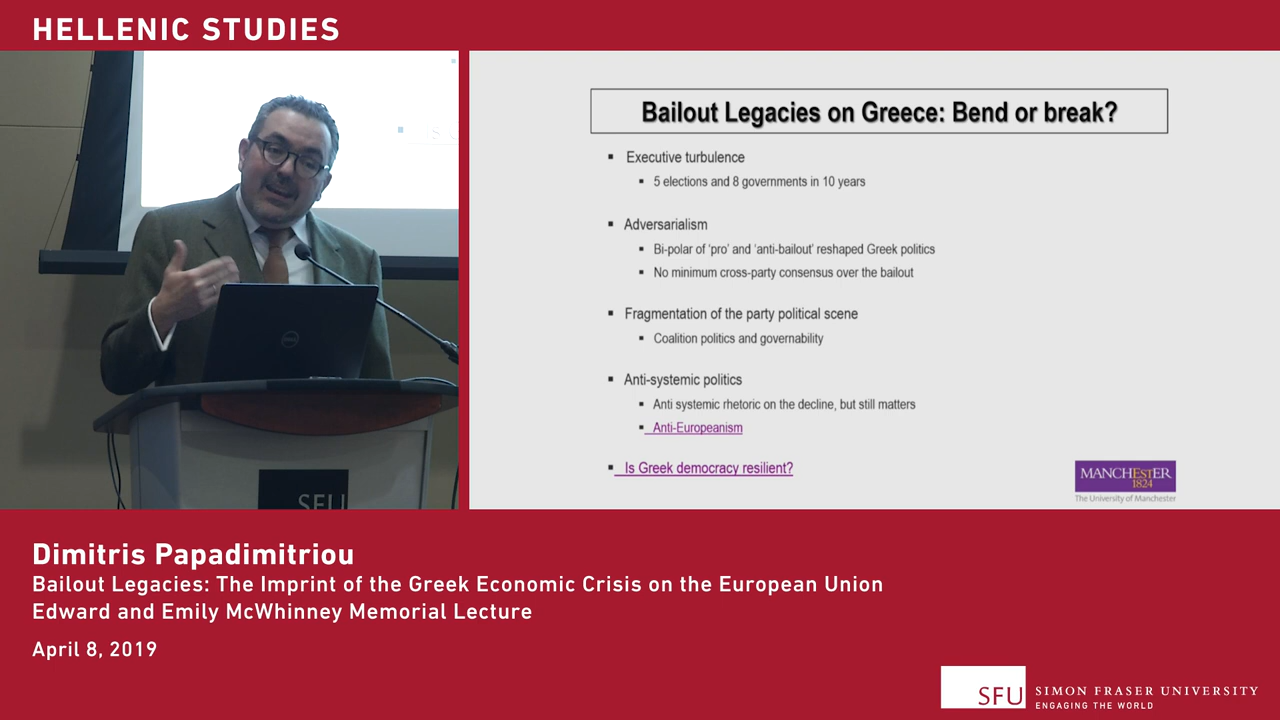 HELLENIC STUDIES
Bailout Legacies on Greece: Bend or break?
▪ Executive turbulence
▪ 5 elections and 8 governments in 10 years
▪ Adversarialism
▪ Bi-polar of ‘pro’ and ‘anti-bailout’ reshaped Greek politics
▪ No minimum cross-party consensus over the bailout
▪ Fragmentation of the party political scene
▪ Coalition politics and governability
▪ Anti-systemic politics
▪ Anti systemic rhetoric on the decline, but still matters
▪ Anti-Europeanism
▪ Is Greek democracy resilient?
MANCHESTER
1824
The University of Manchester
DELL
SFU
Dimitris Papadimitriou
Bailout Legacies: The Imprint of the Greek Economic Crisis on the European Union
Edward and Emily McWhinney Memorial Lecture
April 8, 2019
SFU
SIMON FRASER UNIVERSITY
ENGAGING THE WORLD